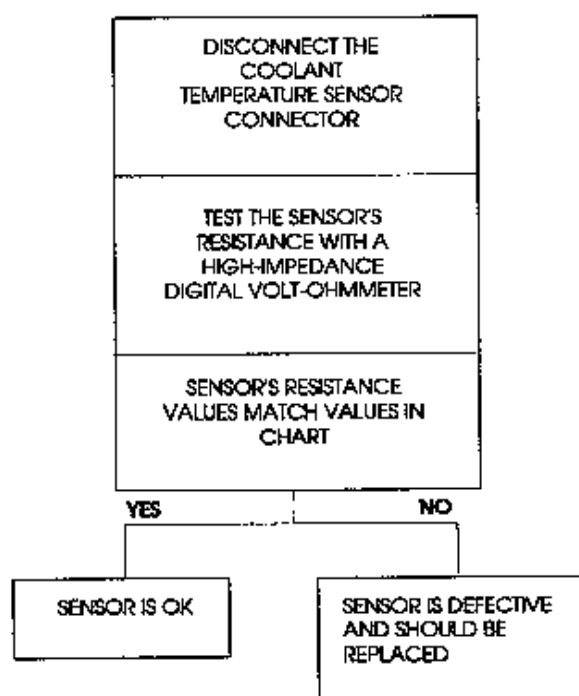 DISCONNECT THE
COOLANT
TEMPERATURE SENSOR
CONNECTOR
TEST THE SENSOR'S
RESISTANCE WITH A
HIGH-IMPEDANCE
DIGITAL VOLT-OHMMETER
SENSOR'S RESISTANCE
VALUES MATCH VALUES IN
CHART
YES
NO
SENSOR IS OK
SENSOR IS DEFECTIVE
AND SHOULD BE
REPLACED